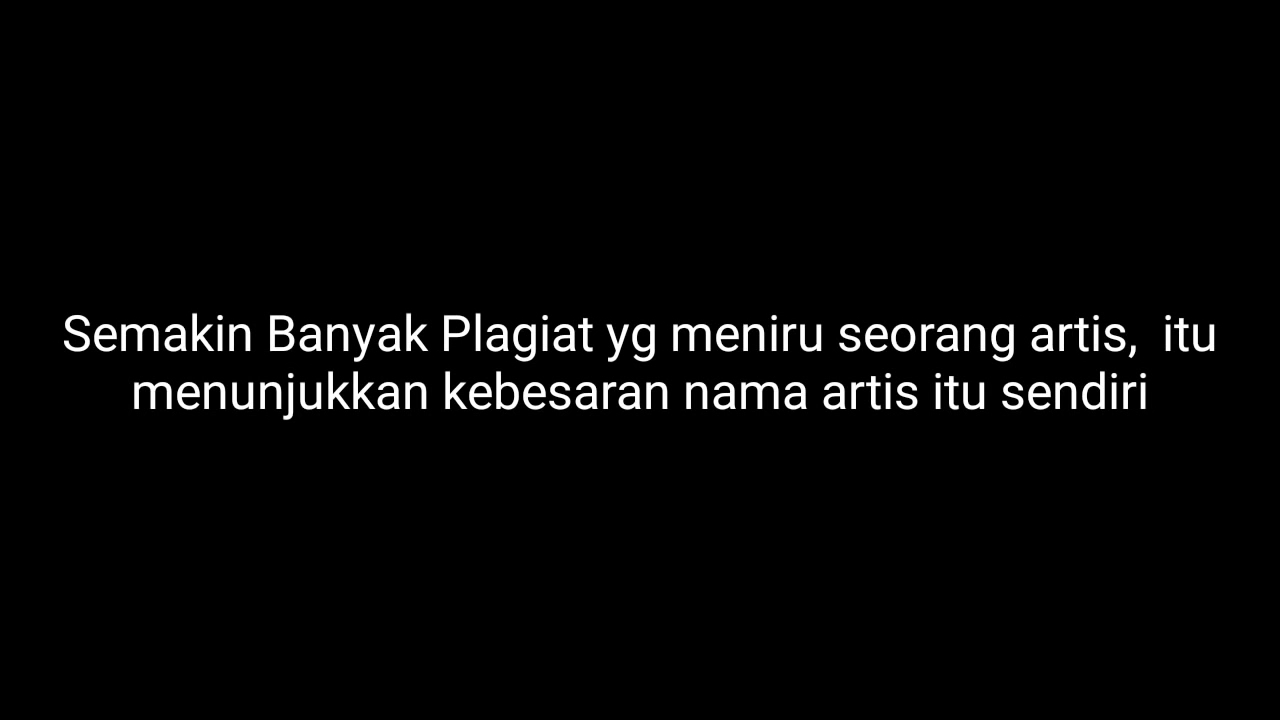 Semakin Banyak Plagiat yg meniru seorang artis,  itu
menunjukkan kebesaran nama artis itu sendiri